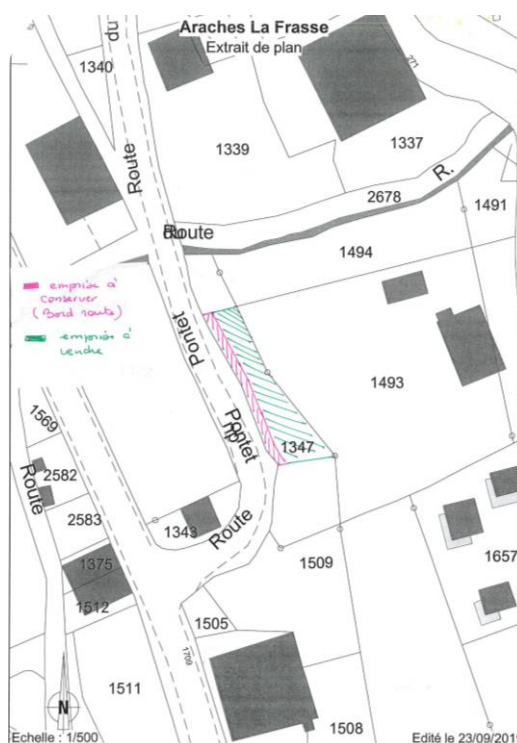 Araches La Frasse
Extrait de plan
1340
du
271
Route
1339
1337
R.
2678
1491
Route
1494
emprise à
conserver
(Bord route)
emprise à
vendre
Pontet
1493
1569
Pontet
1347
2582
Route
2583
1343
Route
1509
1657
1375
1512
1505
1709
1511
1508
N
Echelle : 1/500
Edité le 23/09/2019